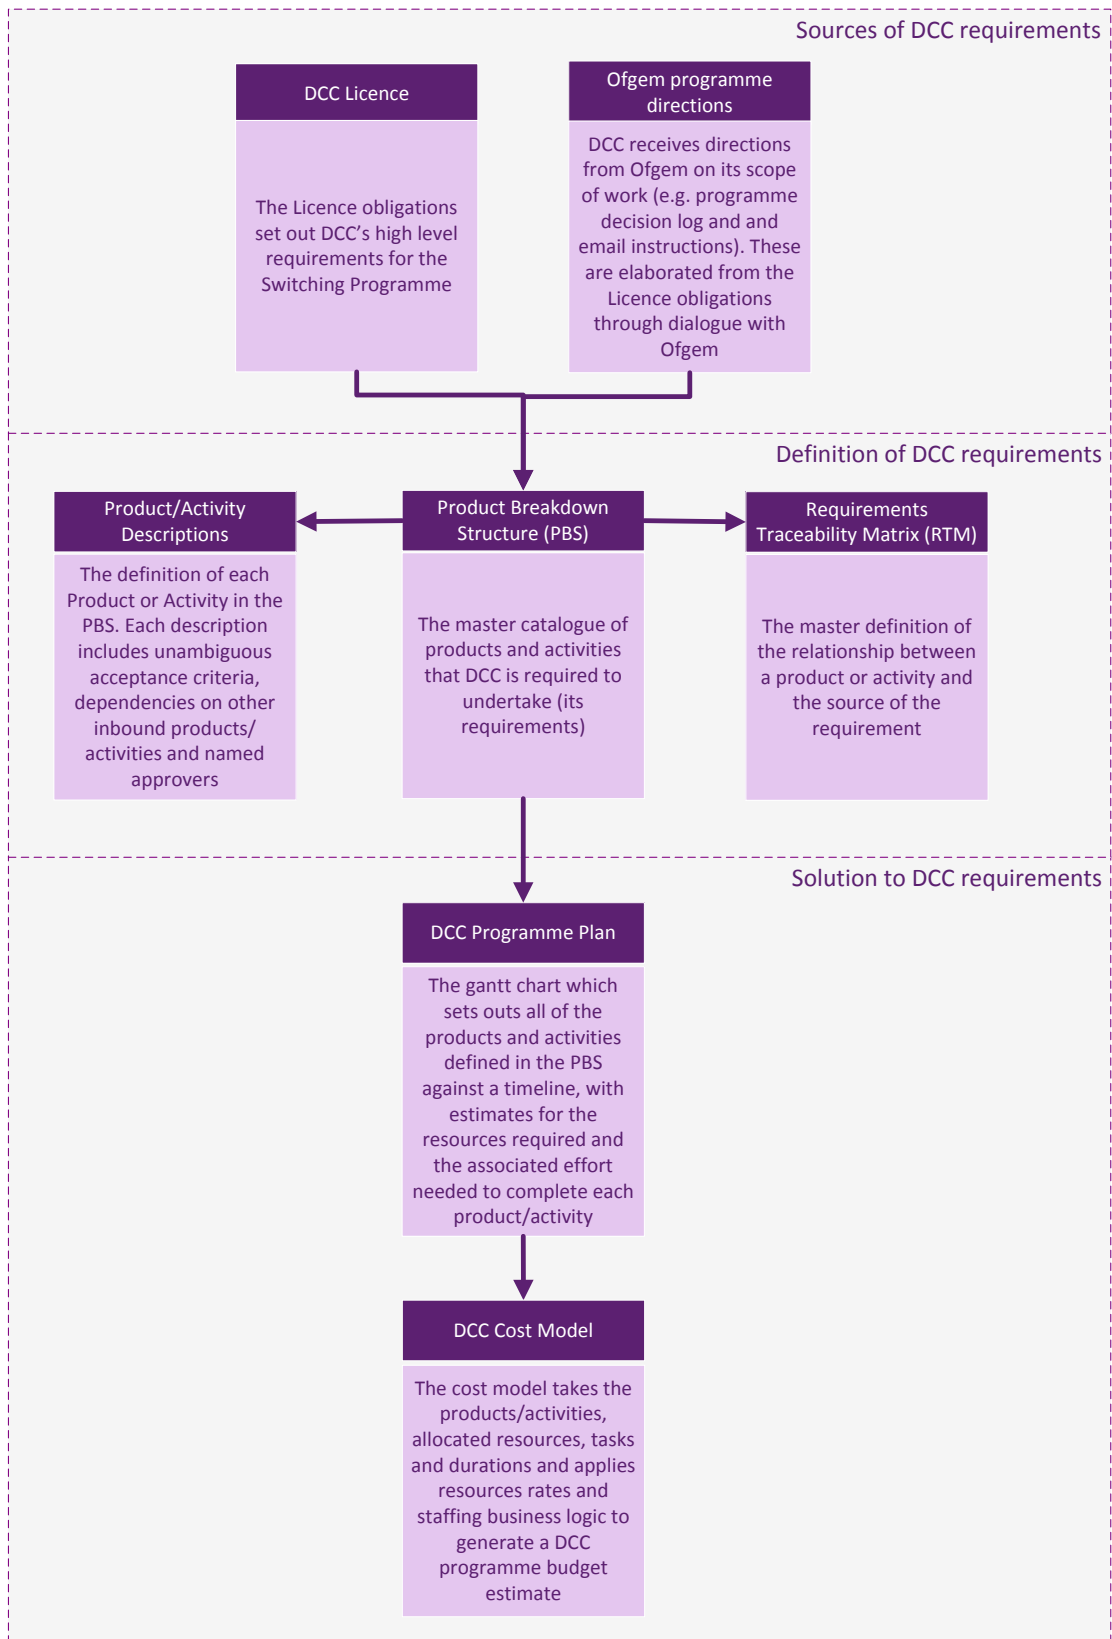 Sources of DCC requirements
DCC Licence
The Licence obligations
set out DCC’s high level
requirements for the
Switching Programme
Ofgem programme
directions
DCC receives directions
from Ofgem on its scope
of work (e.g. programme
decision log and and
email instructions). These
are elaborated from the
Licence obligations
through dialogue with
Ofgem
Definition of DCC requirements
Product/Activity
Descriptions
The definition of each
Product or Activity in the
PBS. Each description
includes unambiguous
acceptance criteria,
dependencies on other
inbound products/
activities and named
approvers
Product Breakdown
Structure (PBS)
The master catalogue of
products and activities
that DCC is required to
undertake (its
requirements)
Requirements
Traceability Matrix (RTM)
The master definition of
the relationship between
a product or activity and
the source of the
requirement
Solution to DCC requirements
DCC Programme Plan
The gantt chart which
sets outs all of the
products and activities
defined in the PBS
against a timeline, with
estimates for the
resources required and
the associated effort
needed to complete each
product/activity
DCC Cost Model
The cost model takes the
products/activities,
allocated resources, tasks
and durations and applies
resources rates and
staffing business logic to
generate a DCC
programme budget
estimate